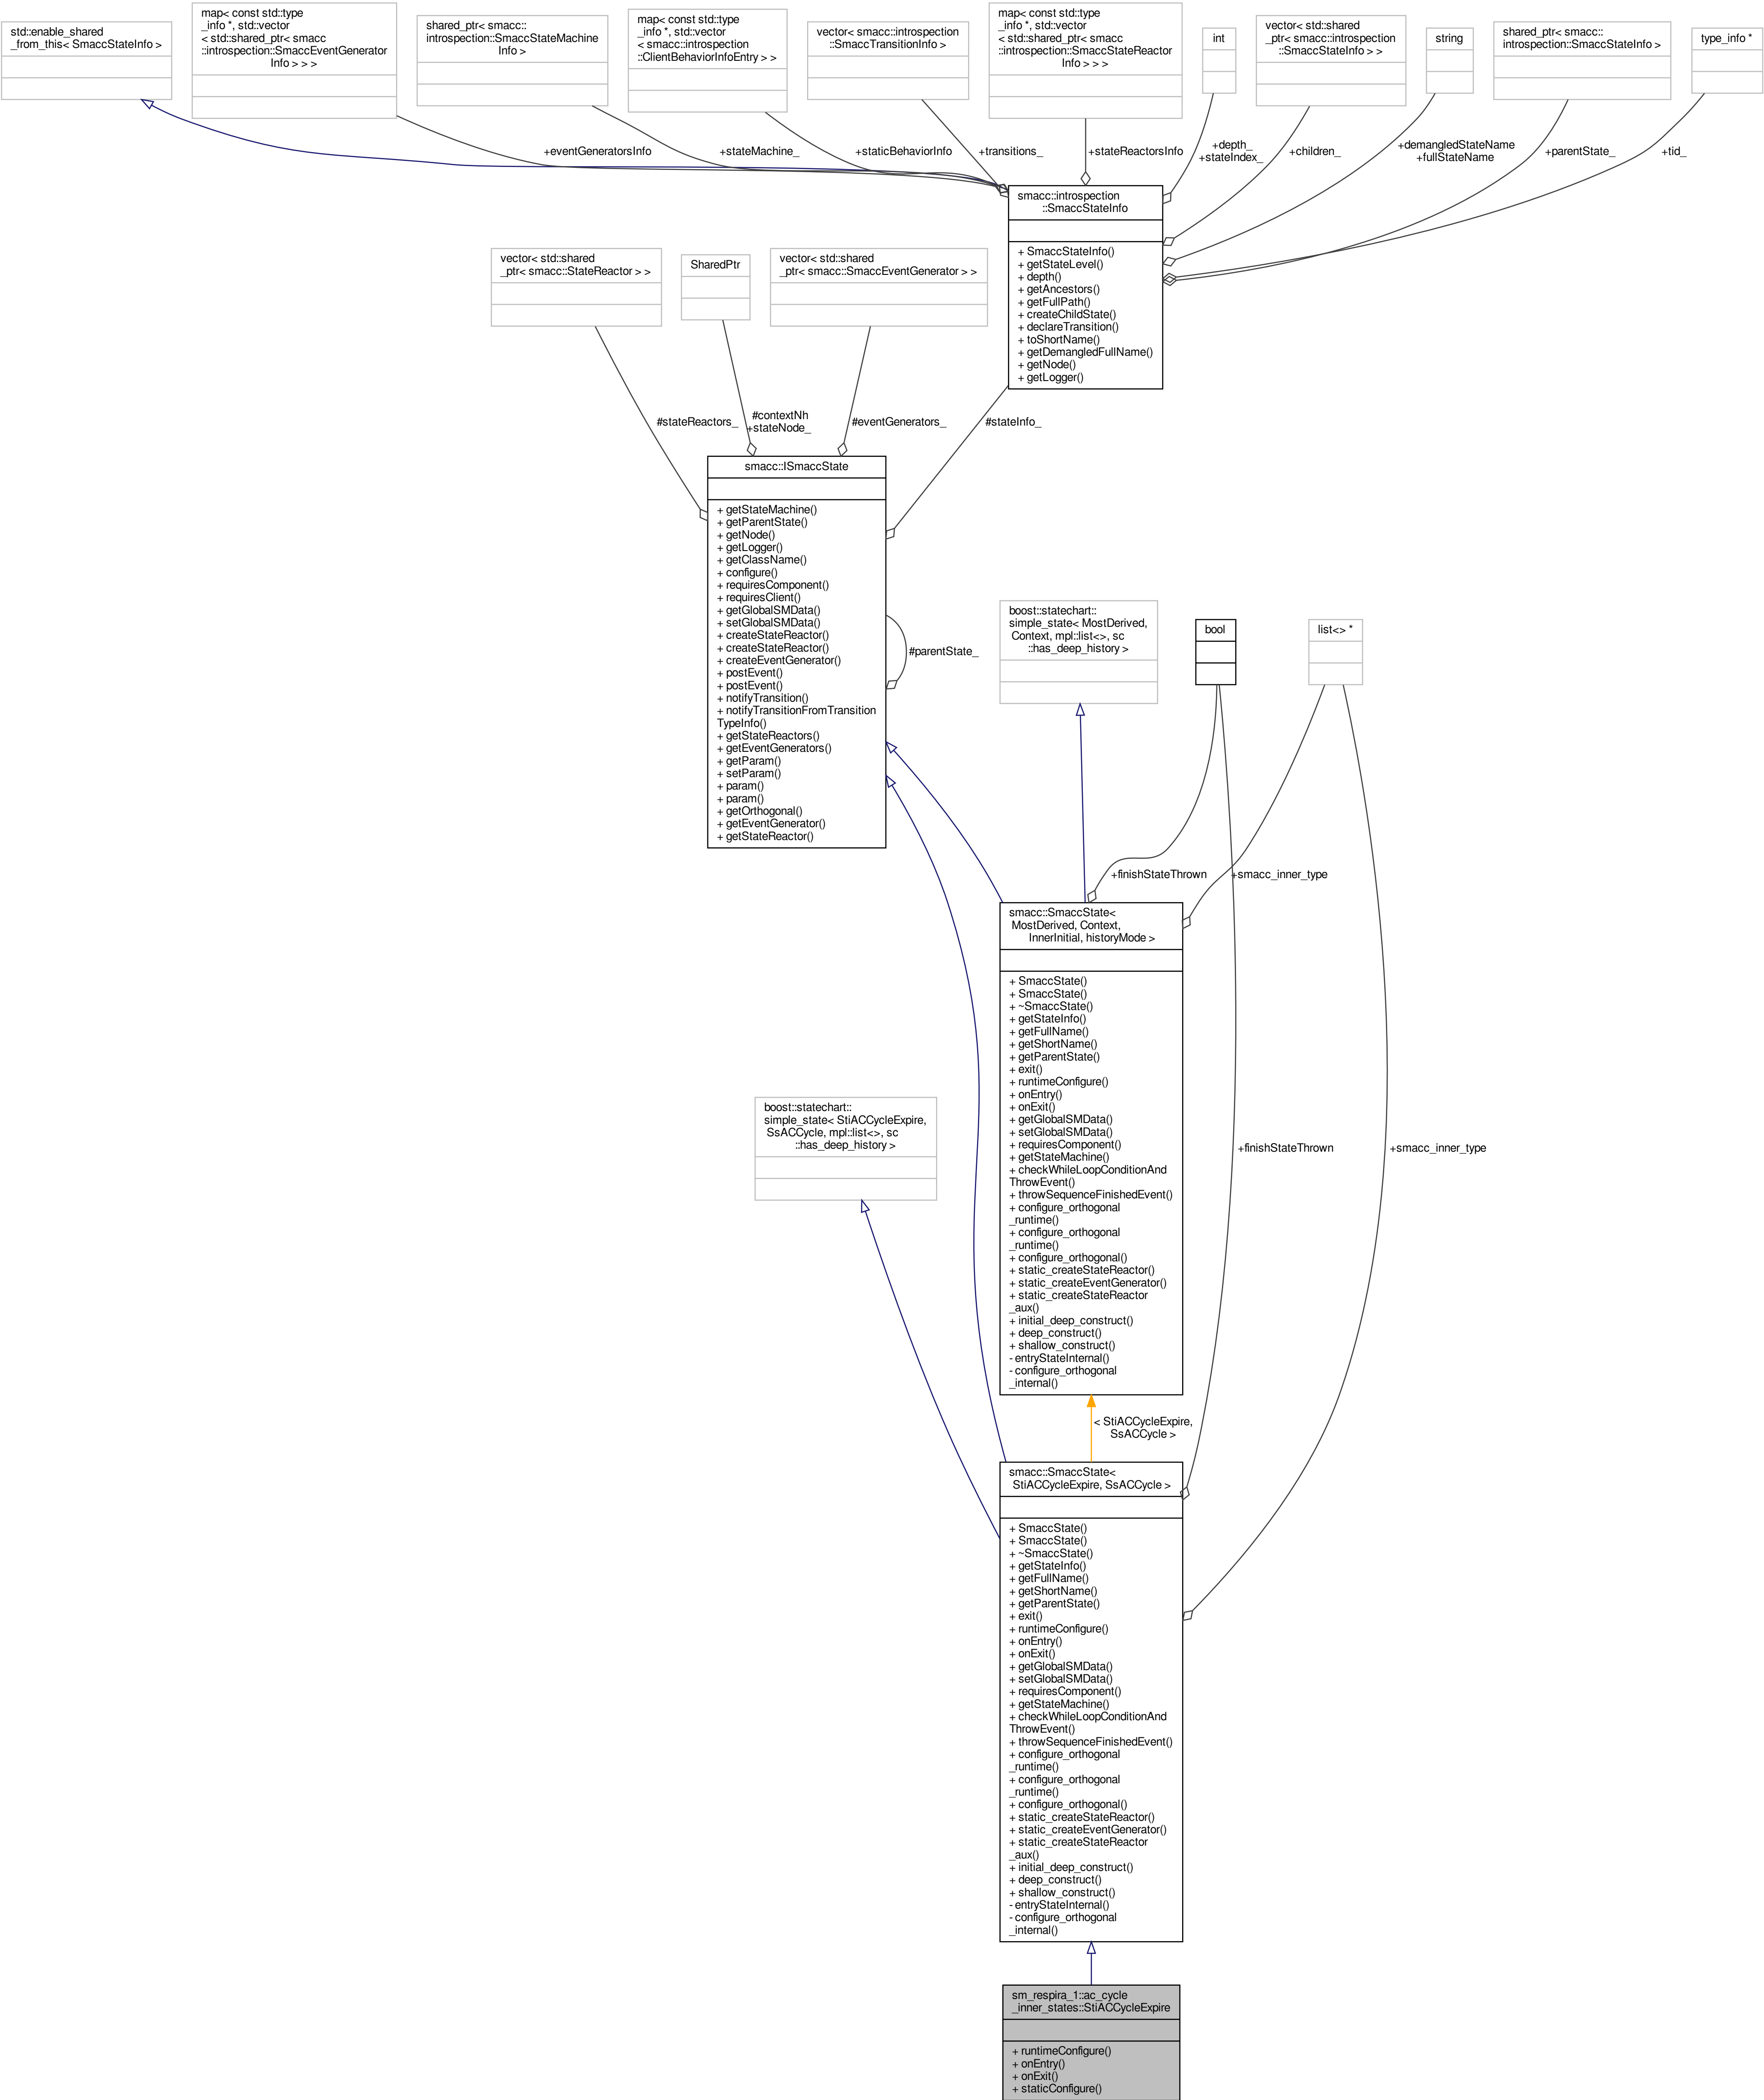 std::enable_shared
_from_this< SmaccStateInfo >
map< const std::type
_info *, std::vector
< std::shared_ptr< smacc
::introspection::SmaccEventGenerator
Info > > >
shared_ptr< smacc::
introspection::SmaccStateMachine
Info >
map< const std::type
_info *, std::vector
< smacc::introspection
::ClientBehaviorInfoEntry > >
vector< smacc::introspection
::SmaccTransitionInfo >
map< const std::type
_info *, std::vector
< std::shared_ptr< smacc
::introspection::SmaccStateReactor
Info > > >
int
vector< std::shared
_ptr< smacc::introspection
::SmaccStateInfo > >
string
shared_ptr< smacc::
introspection::SmaccStateInfo >
type_info *
+eventGeneratorsInfo
+stateMachine_
+staticBehaviorInfo
+transitions_
+stateReactorsInfo
+depth_
+stateIndex_
+children_
+demangledStateName
+fullStateName
+parentState_
+tid_
smacc::introspection
::SmaccStateInfo
+ SmaccStateInfo()
+ getStateLevel()
+ depth()
+ getAncestors()
+ getFullPath()
+ createChildState()
+ declareTransition()
+ toShortName()
+ getDemangledFullName()
+ getNode()
+ getLogger()
vector< std::shared
_ptr< smacc::StateReactor > >
SharedPtr
vector< std::shared
_ptr< smacc::SmaccEventGenerator > >
#stateReactors_
#contextNh
+stateNode_
#eventGenerators_
#stateInfo_
smacc::ISmaccState
+ getStateMachine()
+ getParentState()
+ getNode()
+ getLogger()
+ getClassName()
+ configure()
+ requiresComponent()
+ requiresClient()
+ getGlobalSMData()
+ setGlobalSMData()
+ createStateReactor()
+ createStateReactor()
+ createEventGenerator()
+ postEvent()
+ postEvent()
+ notifyTransition()
+ notifyTransitionFromTransition
TypeInfo()
+ getStateReactors()
+ getEventGenerators()
+ getParam()
+ setParam()
+ param()
+ param()
+ getOrthogonal()
+ getEventGenerator()
+ getStateReactor()
#parentState_
boost::statechart::
simple_state< MostDerived,
Context, mpl::list<>, sc
::has_deep_history >
bool
list<> *
+finishStateThrown
+smacc_inner_type
smacc::SmaccState<
MostDerived, Context,
InnerInitial, historyMode >
+ SmaccState()
+ SmaccState()
+ ~SmaccState()
+ getStateInfo()
+ getFullName()
+ getShortName()
+ getParentState()
+ exit()
+ runtimeConfigure()
+ onEntry()
+ onExit()
+ getGlobalSMData()
+ setGlobalSMData()
+ requiresComponent()
+ getStateMachine()
+ checkWhileLoopConditionAnd
ThrowEvent()
+ throwSequenceFinishedEvent()
+ configure_orthogonal
_runtime()
+ configure_orthogonal
_runtime()
+ configure_orthogonal()
+ static_createStateReactor()
+ static_createEventGenerator()
+ static_createStateReactor
_aux()
+ initial_deep_construct()
+ deep_construct()
+ shallow_construct()
- entryStateInternal()
- configure_orthogonal
_internal()
boost::statechart::
simple_state< StiACCycleExpire,
SsACCycle, mpl::list<>, sc
::has_deep_history >
+finishStateThrown
+smacc_inner_type
< StiACCycleExpire,
SsACCycle >
smacc::SmaccState<
StiACCycleExpire, SsACCycle >
+ SmaccState()
+ SmaccState()
+ ~SmaccState()
+ getStateInfo()
+ getFullName()
+ getShortName()
+ getParentState()
+ exit()
+ runtimeConfigure()
+ onEntry()
+ onExit()
+ getGlobalSMData()
+ setGlobalSMData()
+ requiresComponent()
+ getStateMachine()
+ checkWhileLoopConditionAnd
ThrowEvent()
+ throwSequenceFinishedEvent()
+ configure_orthogonal
_runtime()
+ configure_orthogonal
_runtime()
+ configure_orthogonal()
+ static_createStateReactor()
+ static_createEventGenerator()
+ static_createStateReactor
_aux()
+ initial_deep_construct()
+ deep_construct()
+ shallow_construct()
- entryStateInternal()
- configure_orthogonal
_internal()
sm_respira_1::ac_cycle
_inner_states::StiACCycleExpire
+ runtimeConfigure()
+ onEntry()
+ onExit()
+ staticConfigure()